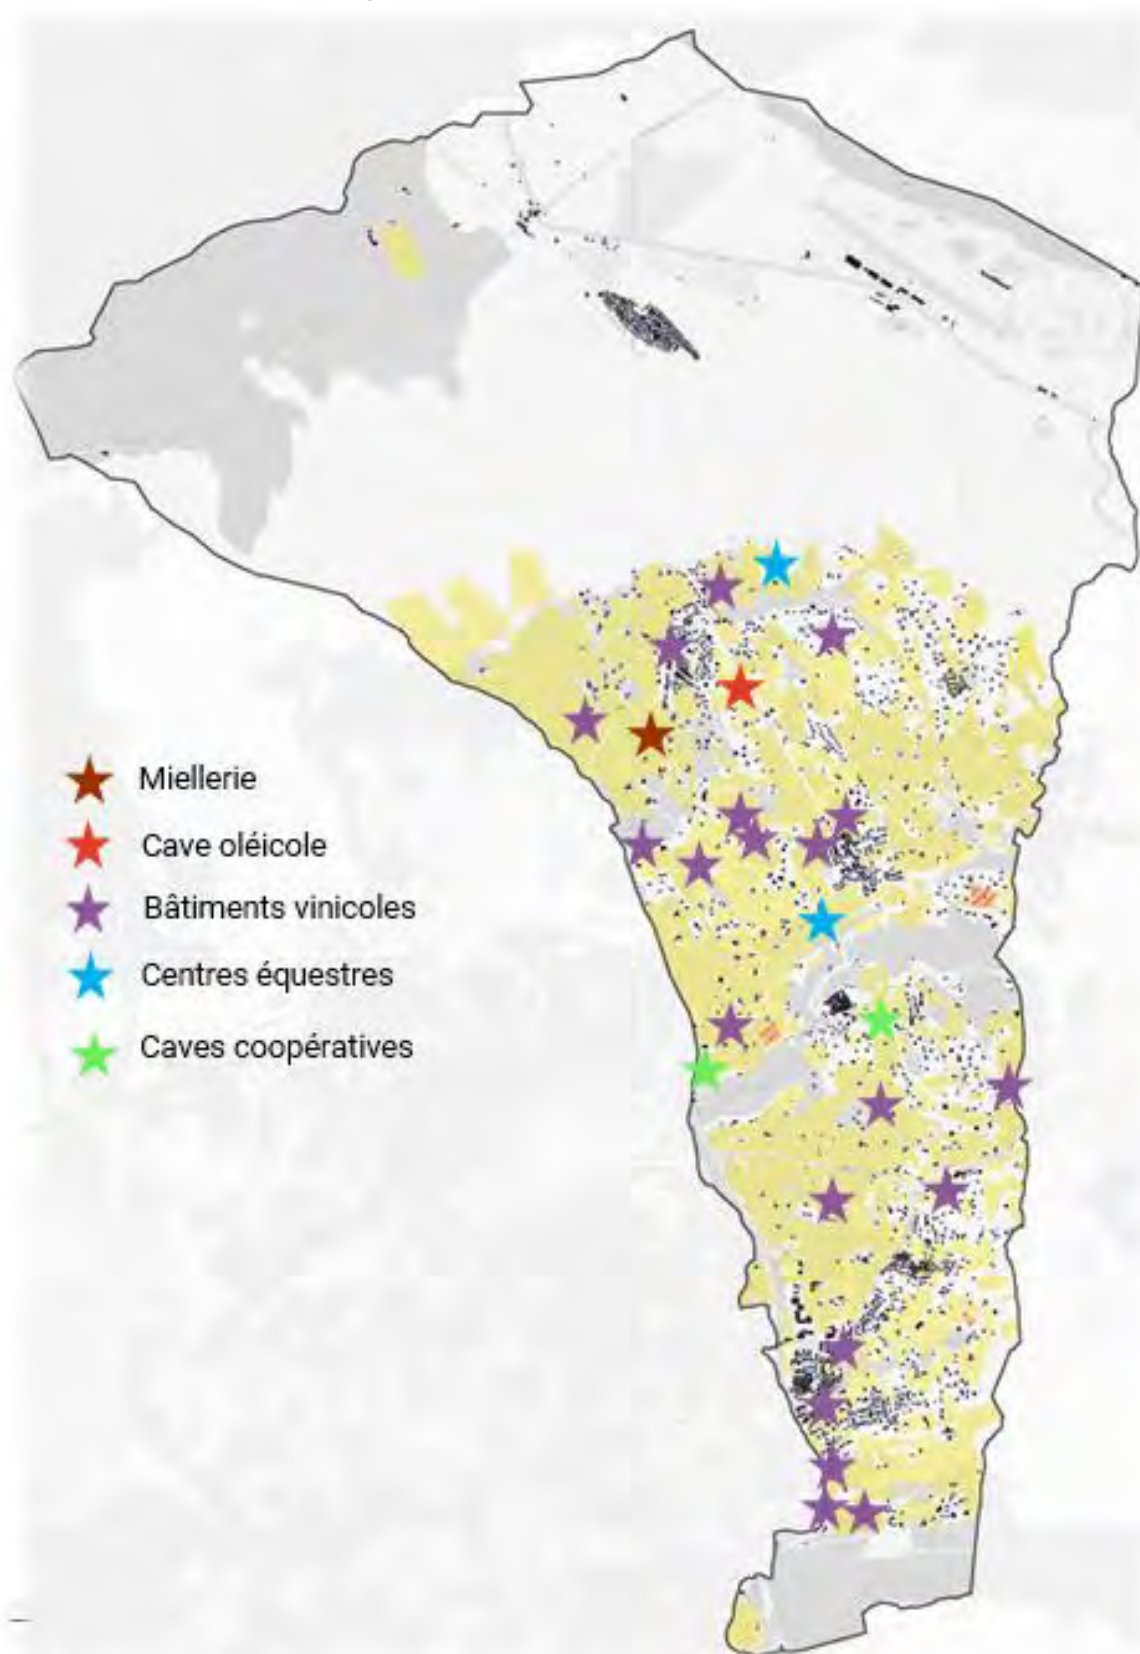 Miellerie
Cave oléicole
Bâtiments vinicoles
Centres équestres
Caves coopératives